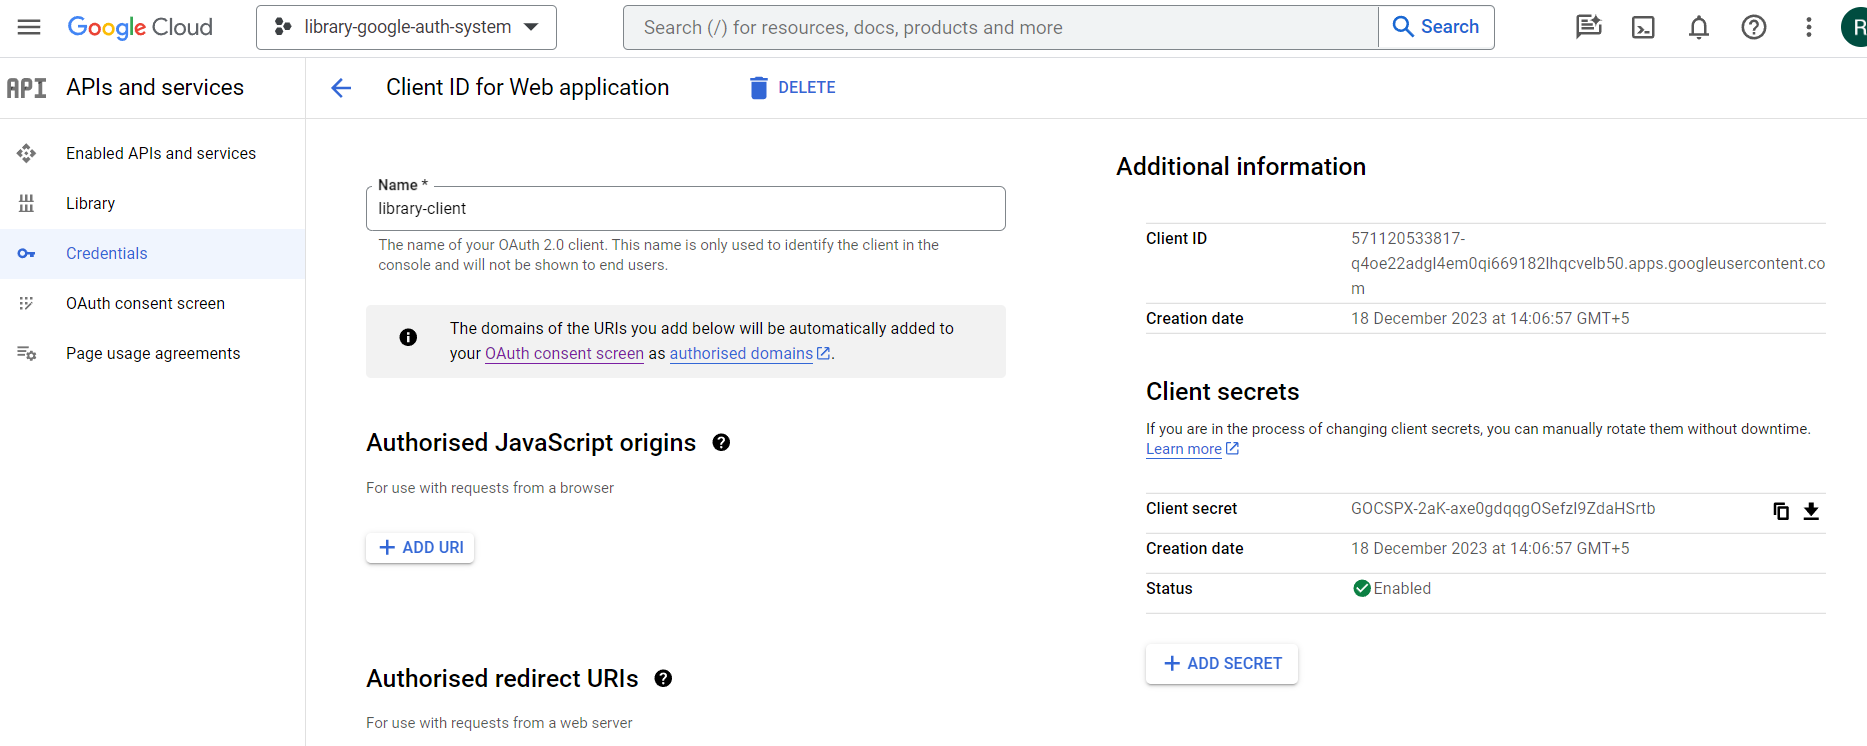 Google Cloud
library-google-auth-system
Search (/) for resources, docs, products and more
Search
R
API
APIs and services
Client ID for Web application
DELETE
Enabled APIs and services
Library
Credentials
OAuth consent screen
Page usage agreements
Name *
library-client
The name of your OAuth 2.0 client. This name is only used to identify the client in the
console and will not be shown to end users.
The domains of the URIs you add below will be automatically added to
your OAuth consent screen as authorised domains.
Authorised JavaScript origins
For use with requests from a browser
+ ADD URI
Authorised redirect URIs
For use with requests from a web server
Additional information
Client ID
571120533817-
q4oe22adgl4em0qi669182lhqcvelb50.apps.googleusercontent.co
m
Creation date
18 December 2023 at 14:06:57 GMT+5
Client secrets
If you are in the process of changing client secrets, you can manually rotate them without downtime.
Learn more
Client secret
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
Creation date
18 December 2023 at 14:06:57 GMT+5
Status
Enabled
+ ADD SECRET